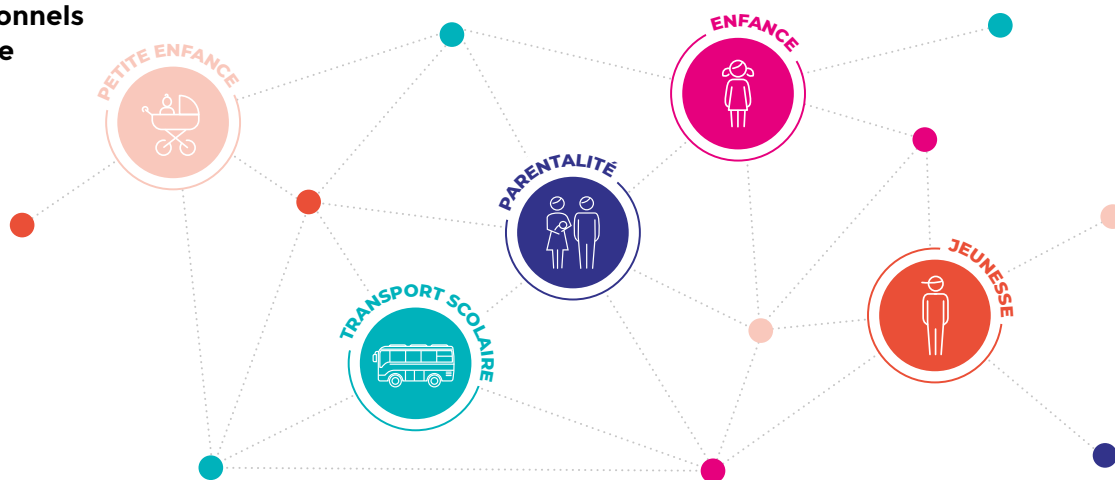 onnels
e
ENFANCE
PETITE ENFANCE
PARENTALITÉ
JEUNESSE
TRANSPORT SCOLAIRE